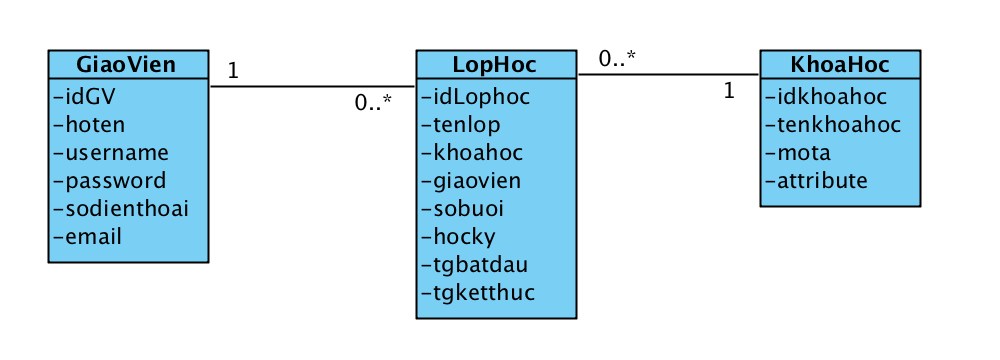 GiaoVien
-idGV
-hoten
-username
-password
-sodienthoai
-email
1
0..*
LopHoc
-idLophoc
-tenlop
-khoahoc
-giaovien
-sobuoi
-hocky
-tgbatdau
-tgketthuc
0..*
1
KhoaHoc
-idkhoahoc
-tenkhoahoc
-mota
-attribute